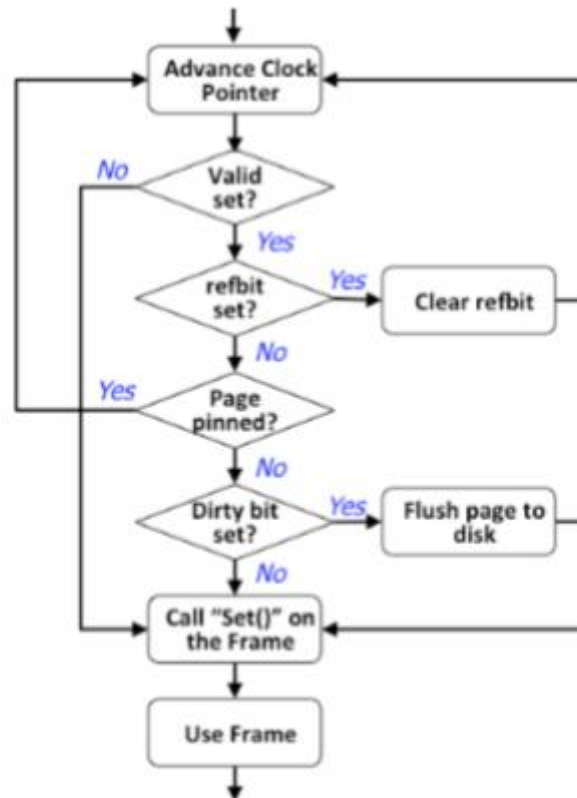 Advance Clock
Pointer
No
Valid
set?
Yes
refbit
set?
Yes
Clear refbit
No
Yes
Page
pinned?
No
Dirty bit
set?
Yes
Flush page to
disk
No
Call "Set()" on
the Frame
Use Frame